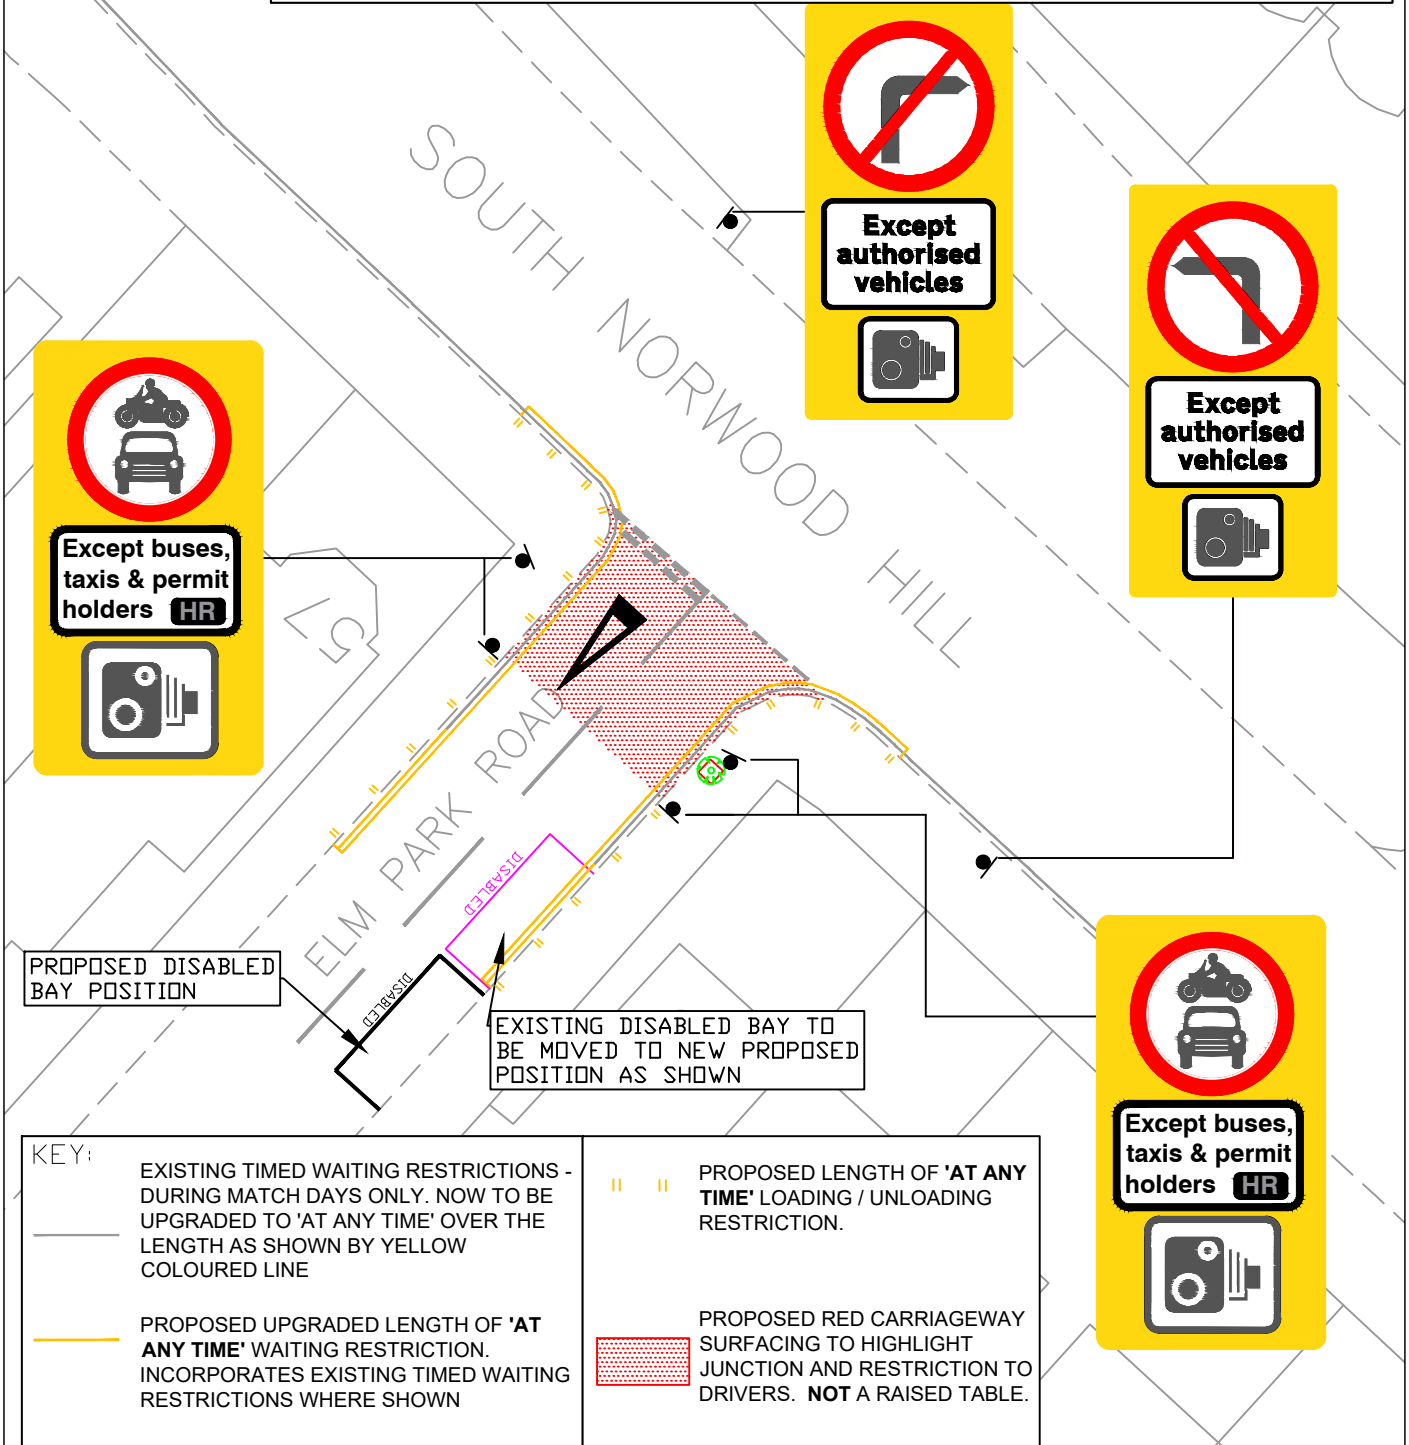 SOUTH NORWOOD HILL
Except
authorised
vehicles
Except
authorised
vehicles
Except buses,
taxis & permit
holders HR
75
ELM PARK ROAD
DISABLED
DISABLED
PROPOSED DISABLED
BAY POSITION
EXISTING DISABLED BAY TO
BE MOVED TO NEW PROPOSED
POSITION AS SHOWN
Except buses,
taxis & permit
holders HR
KEY:
EXISTING TIMED WAITING RESTRICTIONS -
DURING MATCH DAYS ONLY. NOW TO BE
UPGRADED TO 'AT ANY TIME' OVER THE
LENGTH AS SHOWN BY YELLOW
COLOURED LINE
PROPOSED UPGRADED LENGTH OF 'AT
ANY TIME' WAITING RESTRICTION.
INCORPORATES EXISTING TIMED WAITING
RESTRICTIONS WHERE SHOWN
PROPOSED LENGTH OF 'AT ANY
TIME' LOADING / UNLOADING
RESTRICTION.
PROPOSED RED CARRIAGEWAY
SURFACING TO HIGHLIGHT
JUNCTION AND RESTRICTION TO
DRIVERS. NOT A RAISED TABLE.